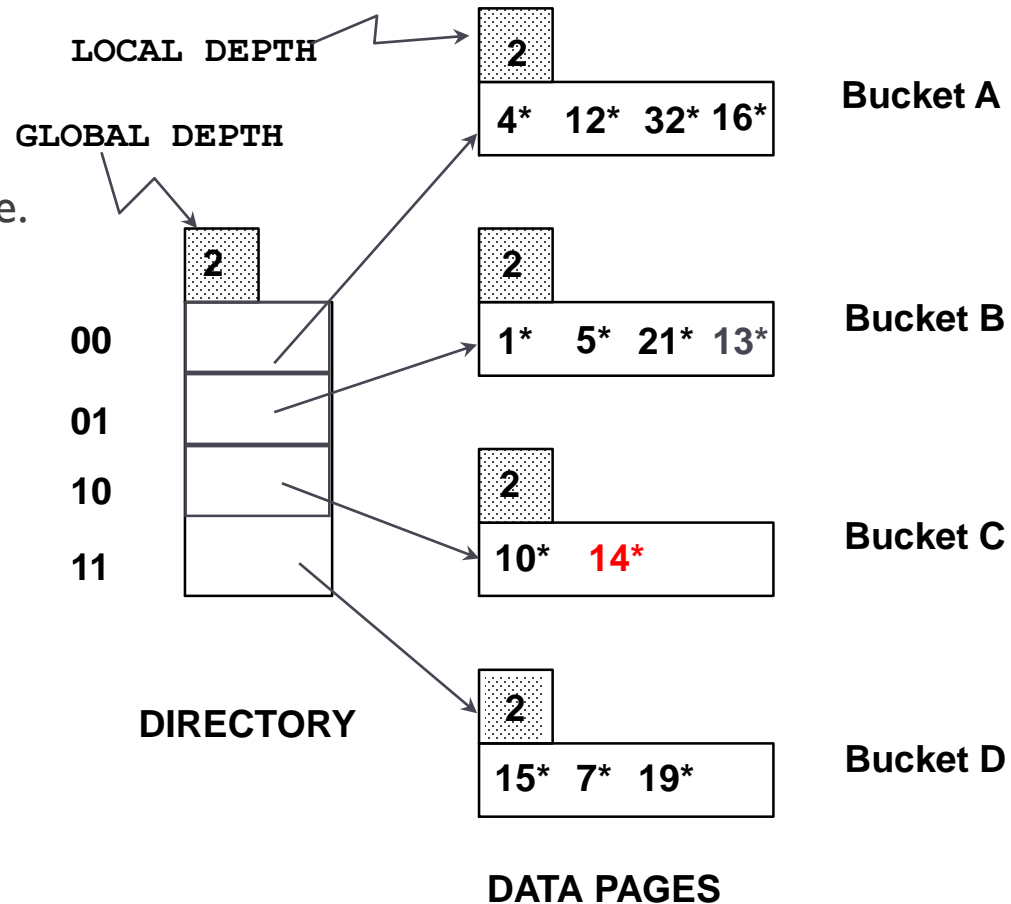 LOCAL DEPTH
2
Bucket A
4* 12* 32* 16*
GLOBAL DEPTH
e.
2
2
00
1* 5* 21* 13*
Bucket B
01
2
10
10* 14*
Bucket C
11
2
DIRECTORY
15* 7* 19*
Bucket D
DATA PAGES